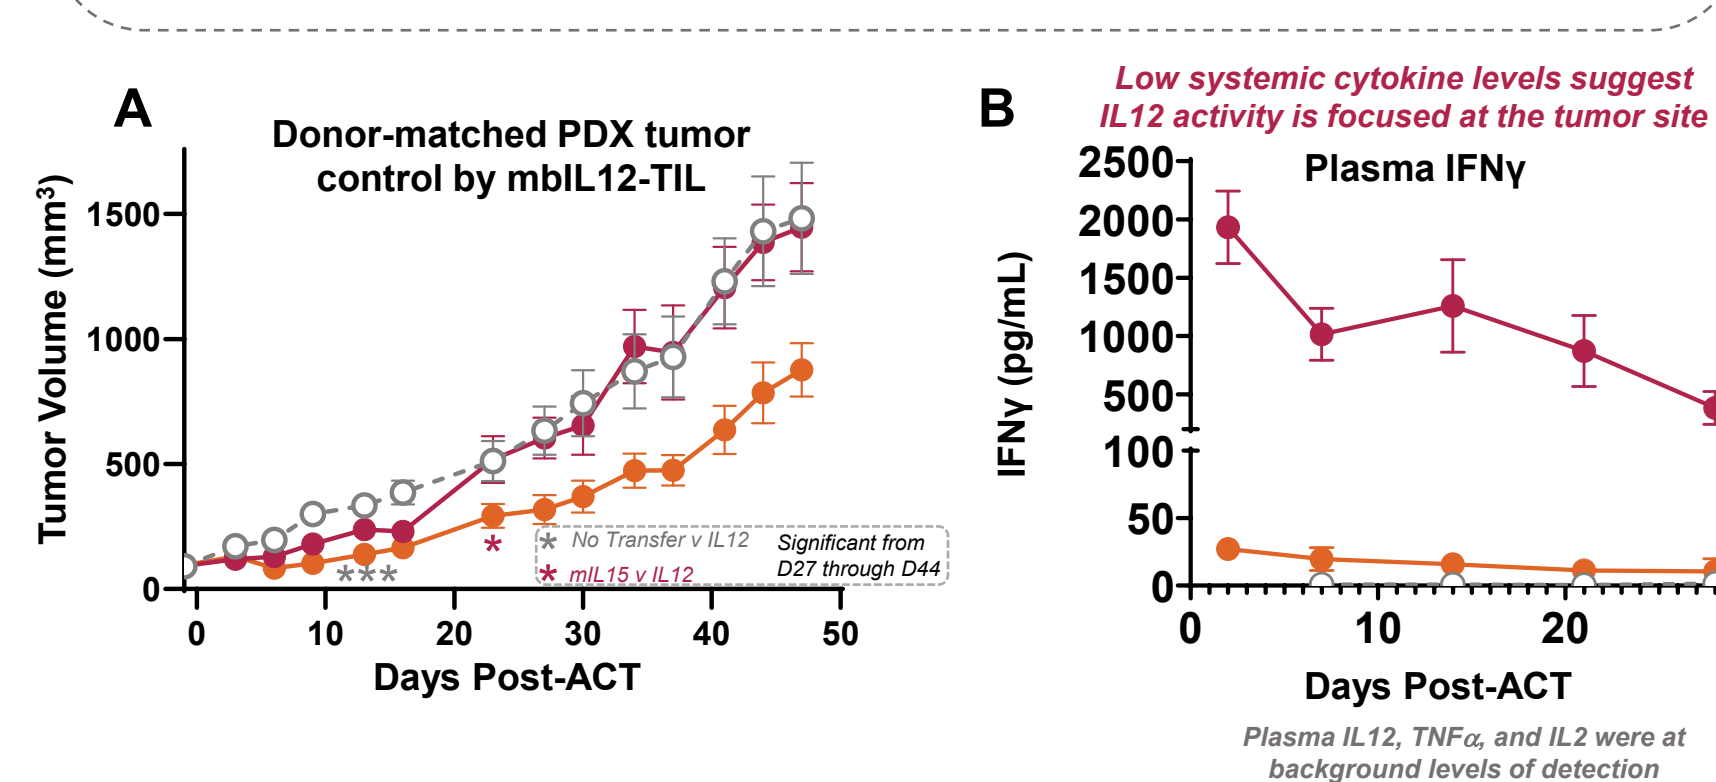 A
Donor-matched PDX tumor
control by mbIL12-TIL
Tumor Volume (mm³)
1500
1000
500
0
***
*
* No Transfer v IL12
* mIL15 v IL12
Significant from
D27 through D44
0 10 20 30 40 50
Days Post-ACT
B
Low systemic cytokine levels suggest
IL12 activity is focused at the tumor site
Plasma IFNγ
IFNγ (pg/mL)
2500
2000
1500
1000
500
100
50
0
0 10 20
Days Post-ACT
Plasma IL12, TNFα, and IL2 were at
background levels of detection